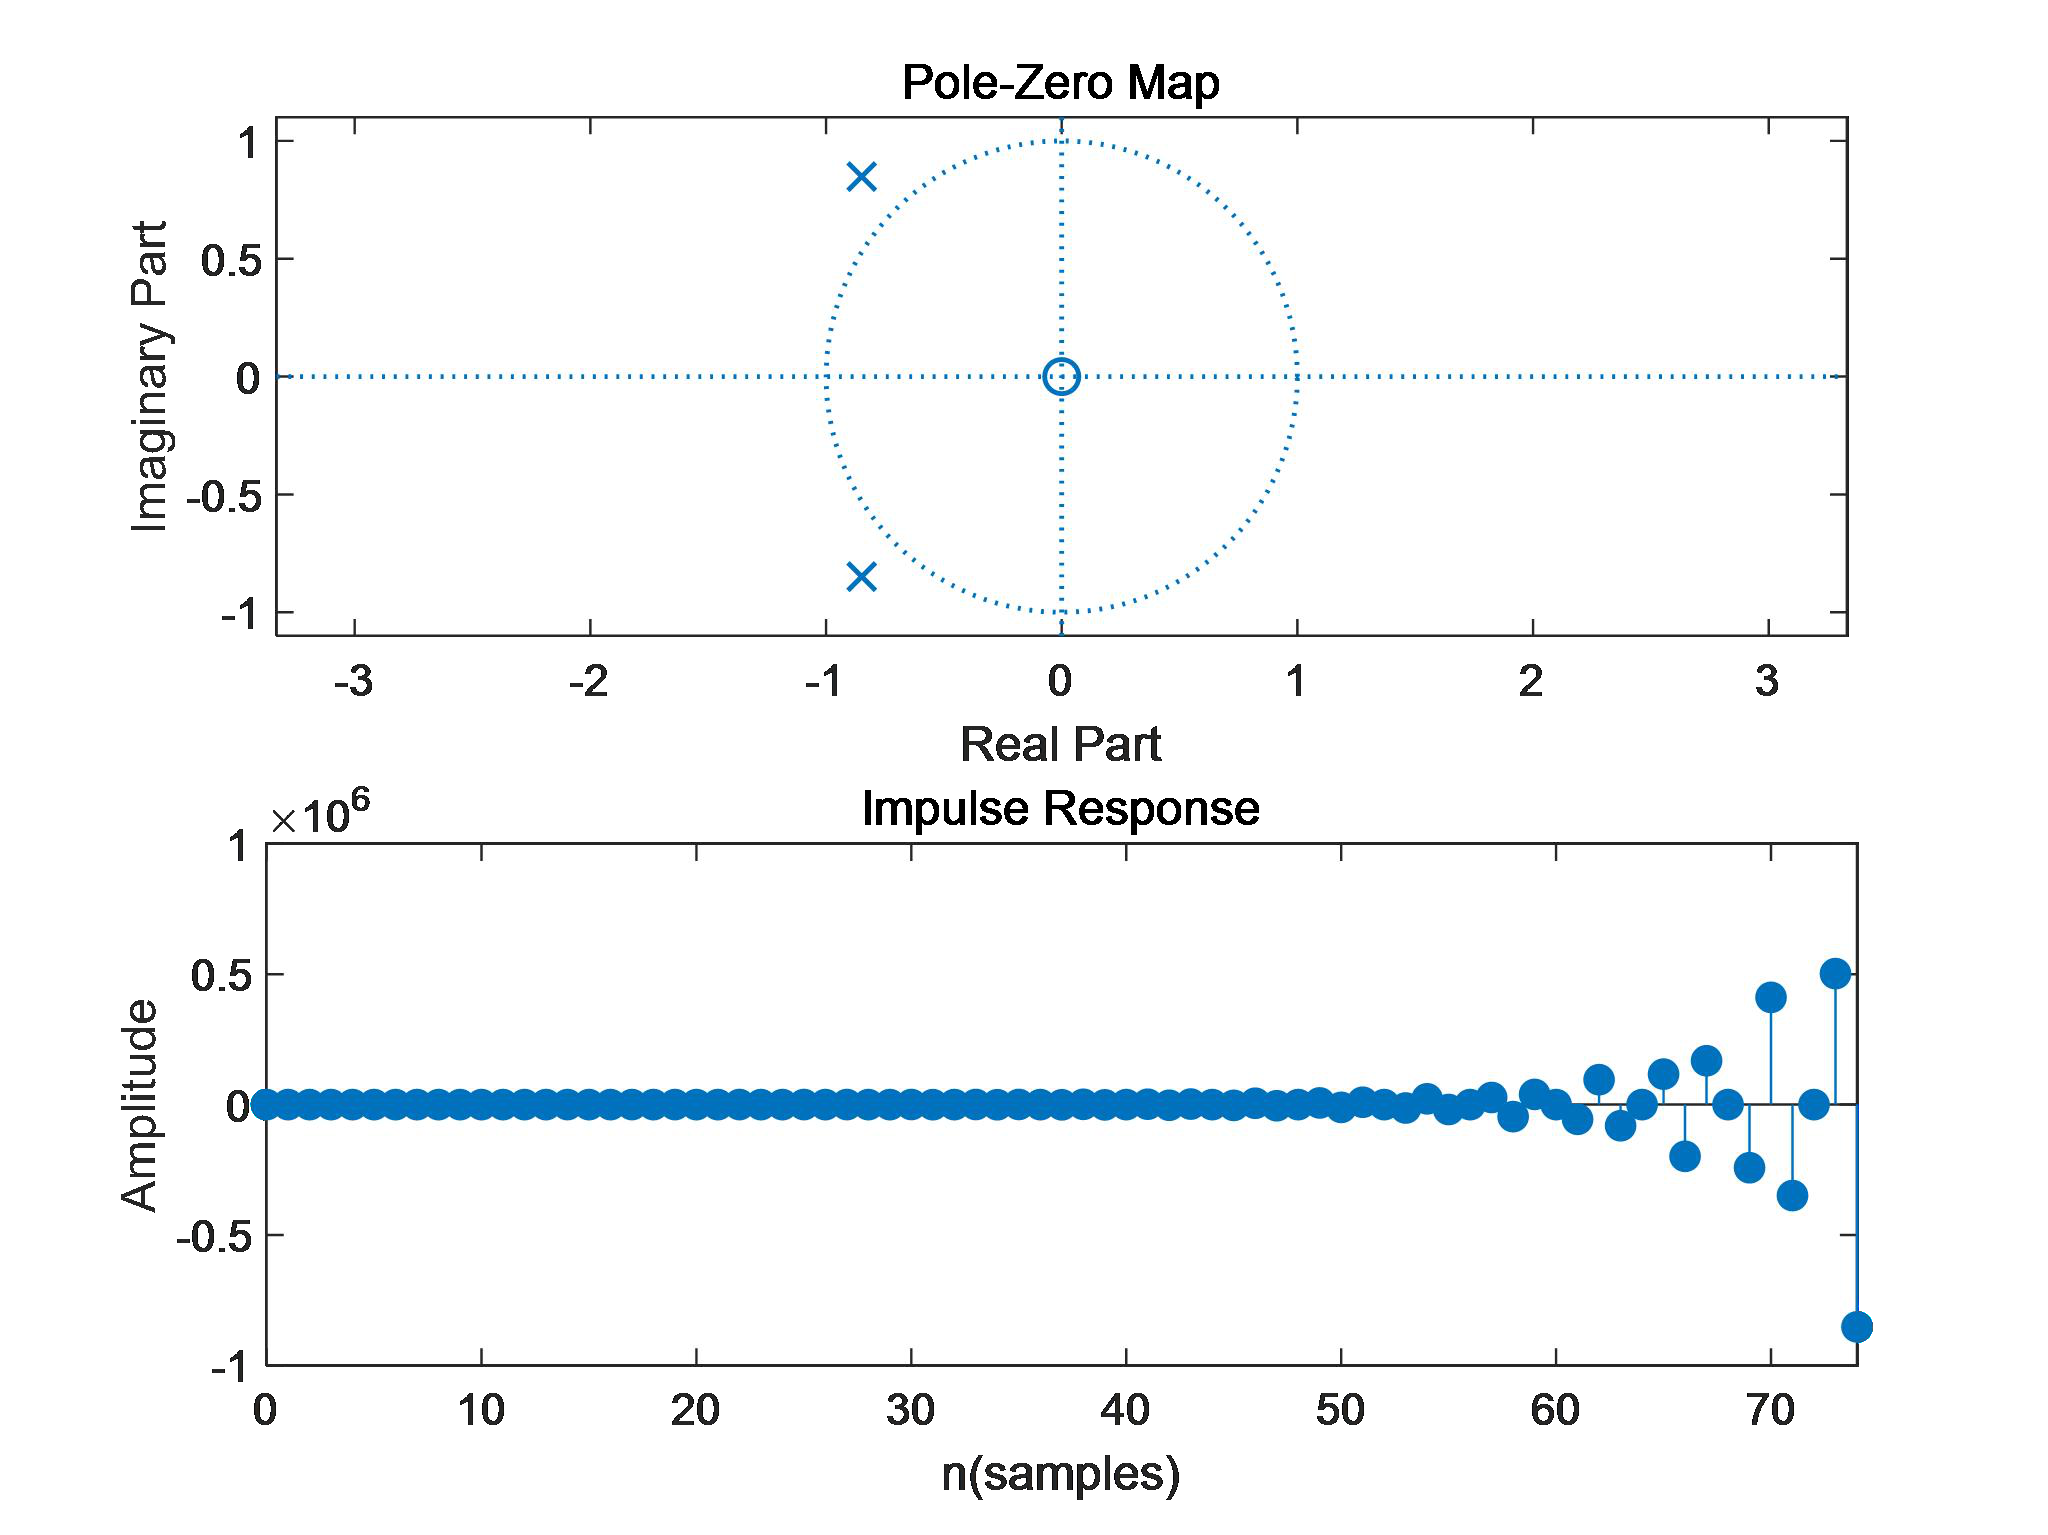 Pole-Zero Map
1
0.5
0
-0.5
-1
Imaginary Part
-3 -2 -1 0 1 2 3
Real Part
Impulse Response
×10^6
1
0.5
0
-0.5
-1
Amplitude
0 10 20 30 40 50 60 70
n(samples)